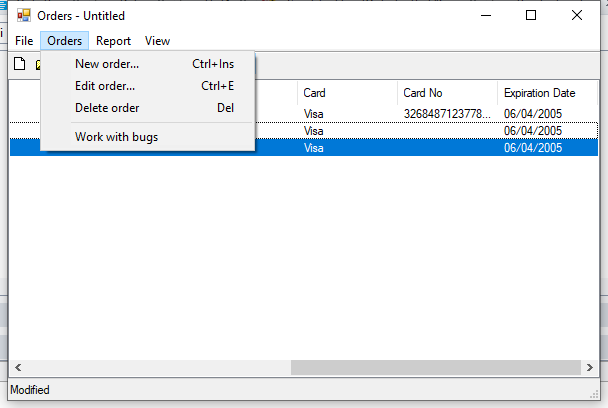 Orders - Untitled
File Orders Report View
New order... Ctrl+Ins
Edit order... Ctrl+E
Delete order Del
Work with bugs
Card Card No Expiration Date
Visa 3268487123778... 06/04/2005
Visa 06/04/2005
Visa 06/04/2005
Modified